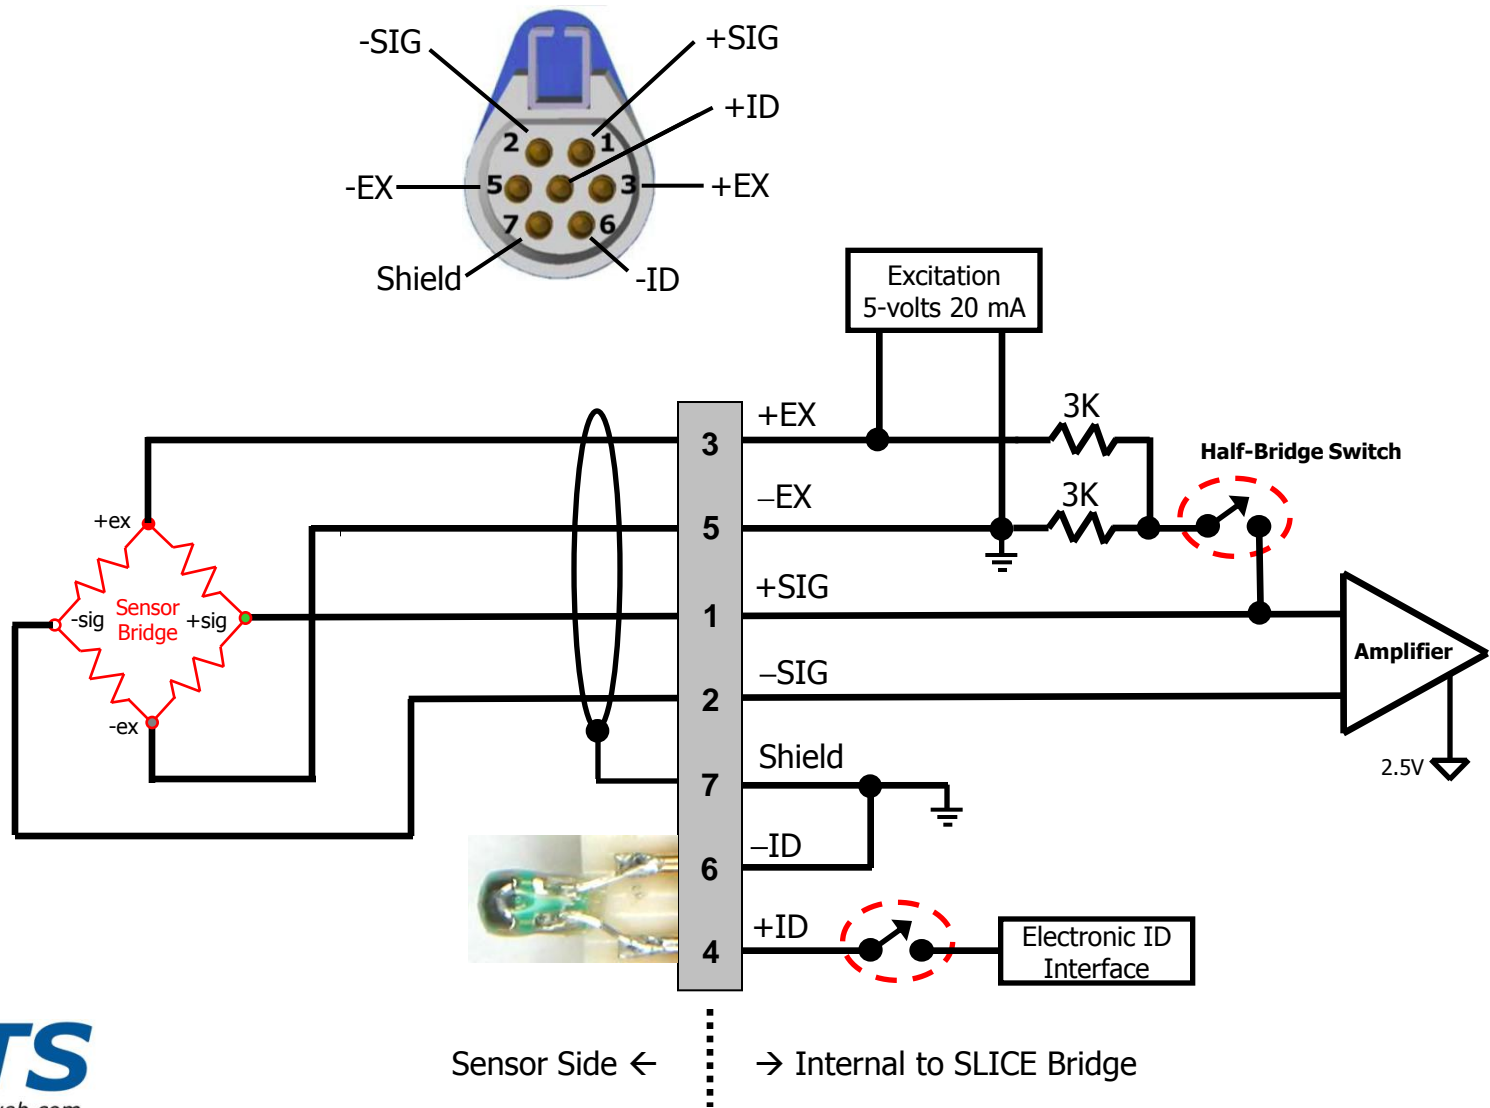 -SIG
+SIG
+ID
2
1
-EX
5
3
+EX
7
6
Shield
-ID
Excitation
5-volts 20 mA
3
+EX
3K
Half-Bridge Switch
5
–EX
3K
+ex
-sig
Sensor
Bridge
+sig
-ex
1
+SIG
2
–SIG
Amplifier
2.5V
7
Shield
6
–ID
4
+ID
Electronic ID
Interface
TS
Sensor Side ←
→ Internal to SLICE Bridge